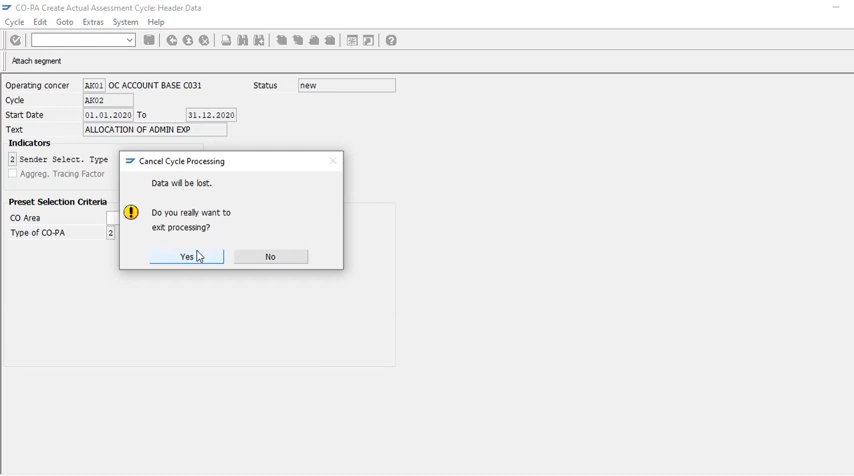 CO-PA Create Actual Assessment Cycle: Header Data
Cycle Edit Goto Extras System Help
Attach segment
Operating concer AK01 OC ACCOUNT BASE C031 Status new
Cycle AK02
Start Date 01.01.2020 To 31.12.2020
Text ALLOCATION OF ADMIN EXP
Indicators
2 Sender Select. Type
Aggreg. Tracing Factor
Preset Selection Criteria
CO Area
Type of CO-PA 2
Cancel Cycle Processing
Data will be lost.
Do you really want to
exit processing?
Yes No